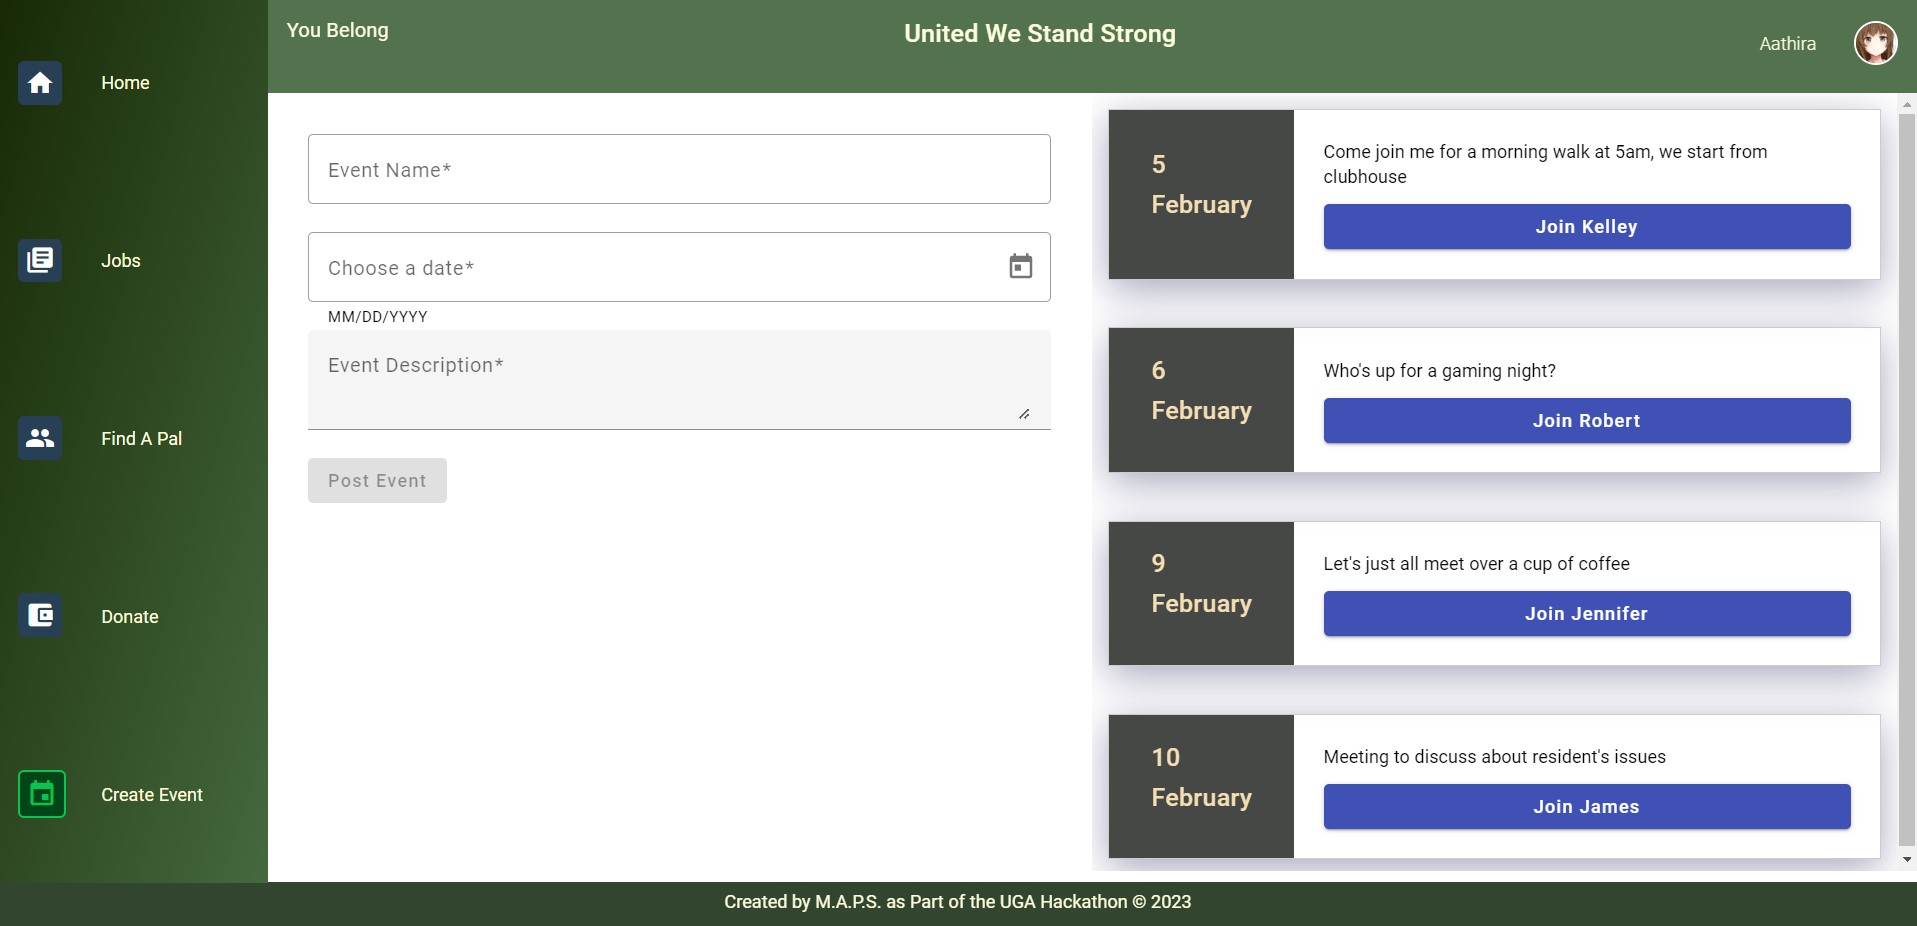 You Belong
United We Stand Strong
Aathira
Home
Jobs
Find A Pal
Donate
Create Event
Event Name*
Choose a date*
MM/DD/YYYY
Event Description*
Post Event
5
February
Come join me for a morning walk at 5am, we start from
clubhouse
Join Kelley
6
February
Who's up for a gaming night?
Join Robert
9
February
Let's just all meet over a cup of coffee
Join Jennifer
10
February
Meeting to discuss about resident's issues
Join James
Created by M.A.P.S. as Part of the UGA Hackathon © 2023